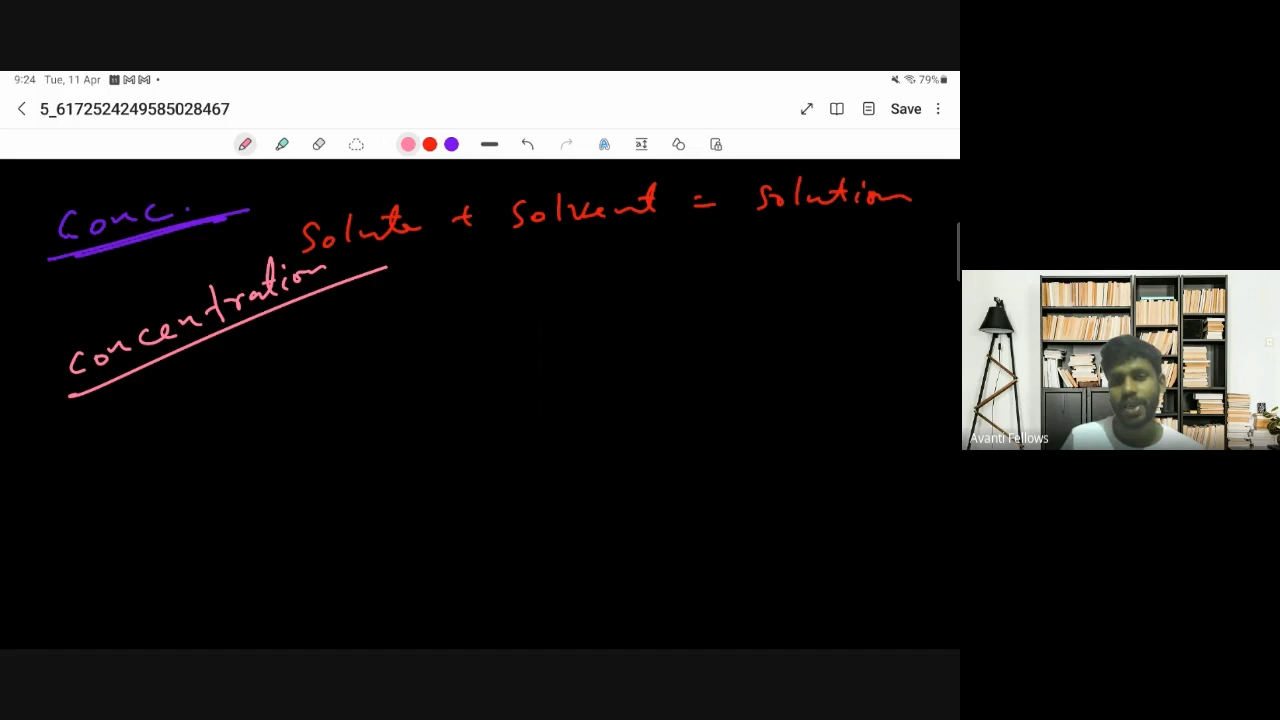 9:24 Tue, 11 Apr
79%
5_6172524249585028467
Save
Conc.
Solute + Solvent = Solution
Concentration
Avanti Fellows